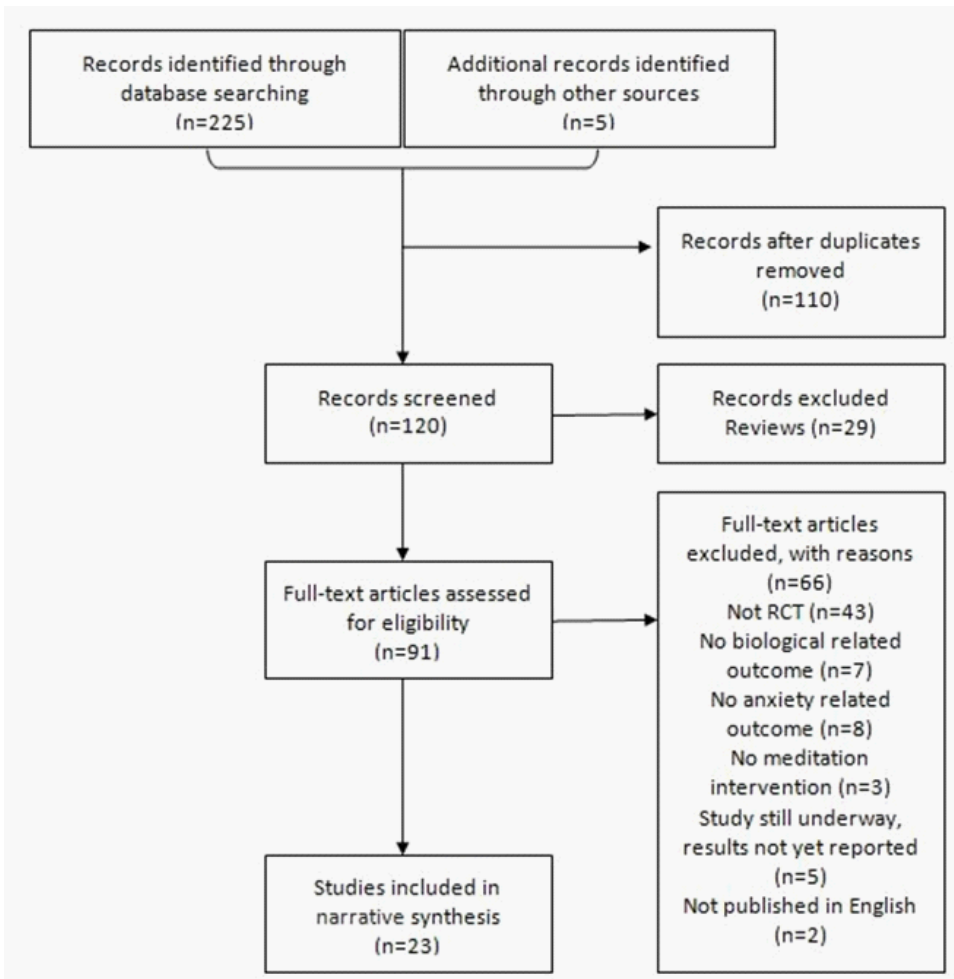 Records identified through
database searching
(n=225)
Additional records identified
through other sources
(n=5)
Records after duplicates
removed
(n=110)
Records screened
(n=120)
Records excluded
Reviews (n=29)
Full-text articles assessed
for eligibility
(n=91)
Full-text articles
excluded, with reasons
(n=66)
Not RCT (n=43)
No biological related
outcome (n=7)
No anxiety related
outcome (n=8)
No meditation
intervention (n=3)
Study still underway,
results not yet reported
(n=5)
Not published in English
(n=2)
Studies included in
narrative synthesis
(n=23)